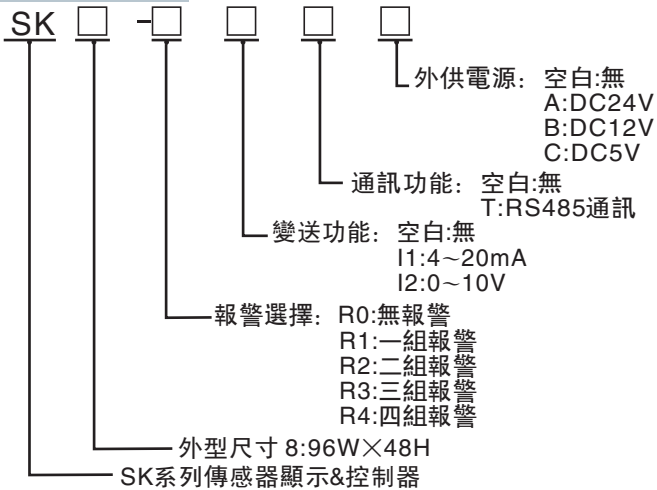 SK □ -□ □ □ □
外供電源：空白:無
A:DC24V
B:DC12V
C:DC5V
通訊功能：空白:無
T:RS485通訊
變送功能：空白:無
I1:4~20mA
I2:0~10V
報警選擇：R0:無報警
R1:一組報警
R2:二組報警
R3:三組報警
R4:四組報警
外型尺寸 8:96W×48H
SK系列傳感器顯示&控制器